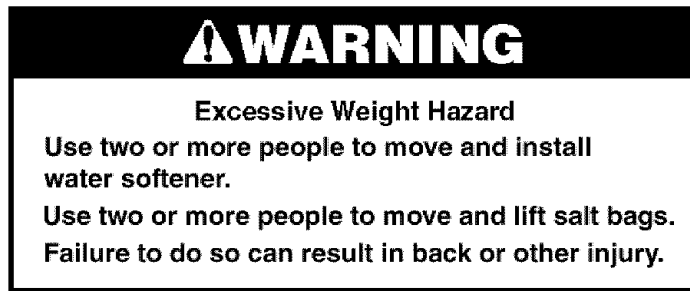 WARNING
Excessive Weight Hazard
Use two or more people to move and install
water softener.
Use two or more people to move and lift salt bags.
Failure to do so can result in back or other injury.